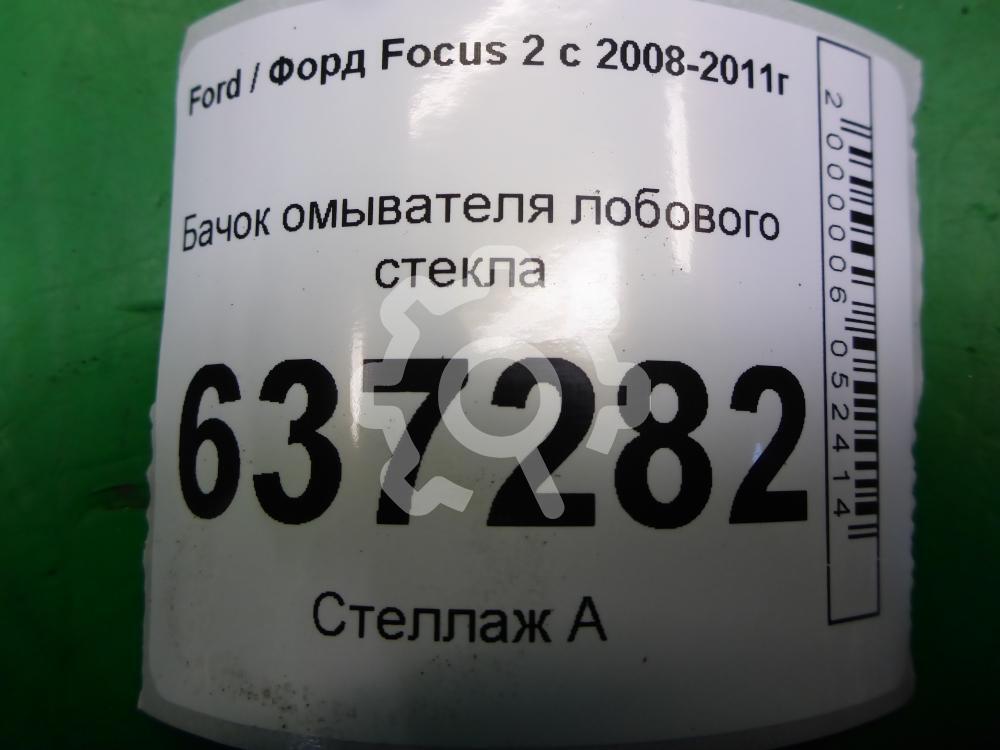 Ford / Форд Focus 2 с 2008-2011г
Бачок омывателя лобового
стекла
637282
Стеллаж А
2000006052414